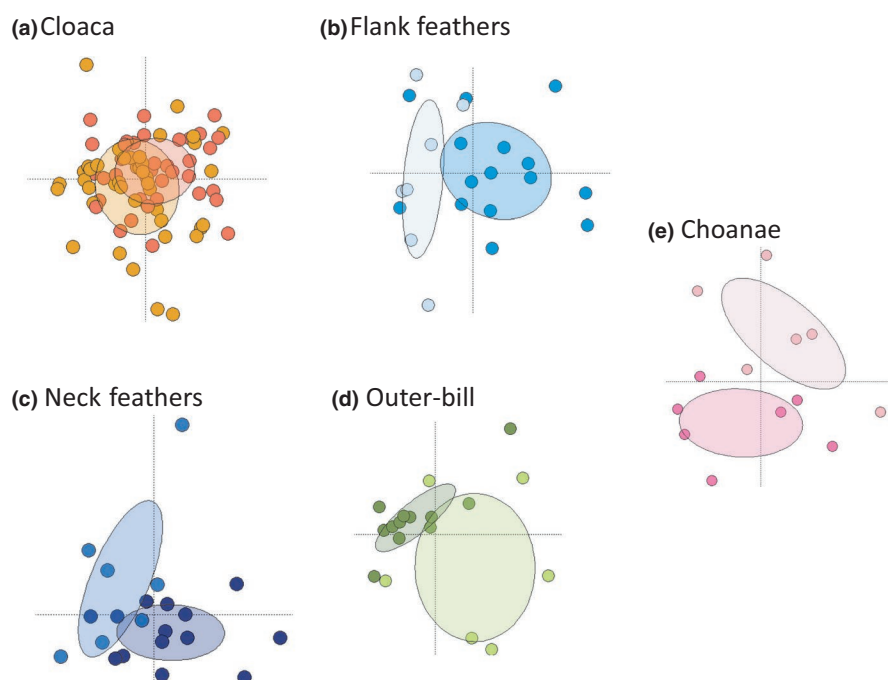 (a) Cloaca
(b) Flank feathers
(e) Choanae
(c) Neck feathers
(d) Outer-bill